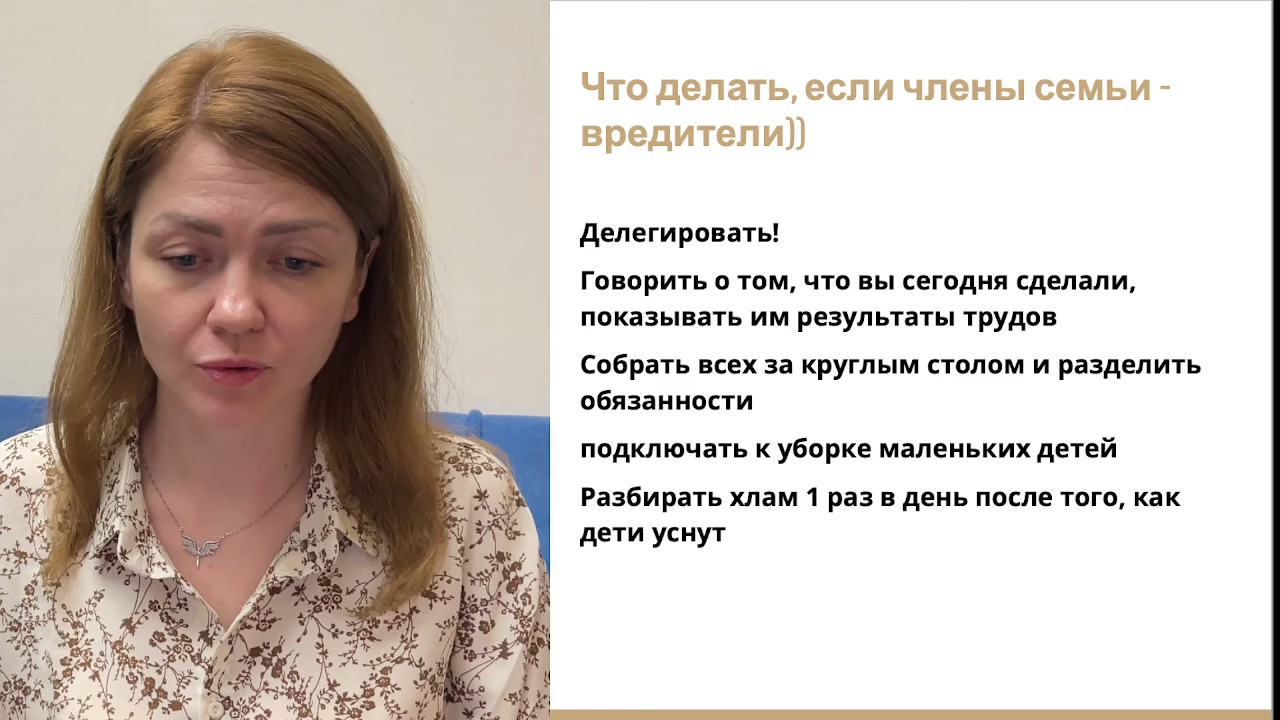 Что делать, если члены семьи -
вредители))
Делегировать!
Говорить о том, что вы сегодня сделали,
показывать им результаты трудов
Собрать всех за круглым столом и разделить
обязанности
подключать к уборке маленьких детей
Разбирать хлам 1 раз в день после того, как
дети уснут